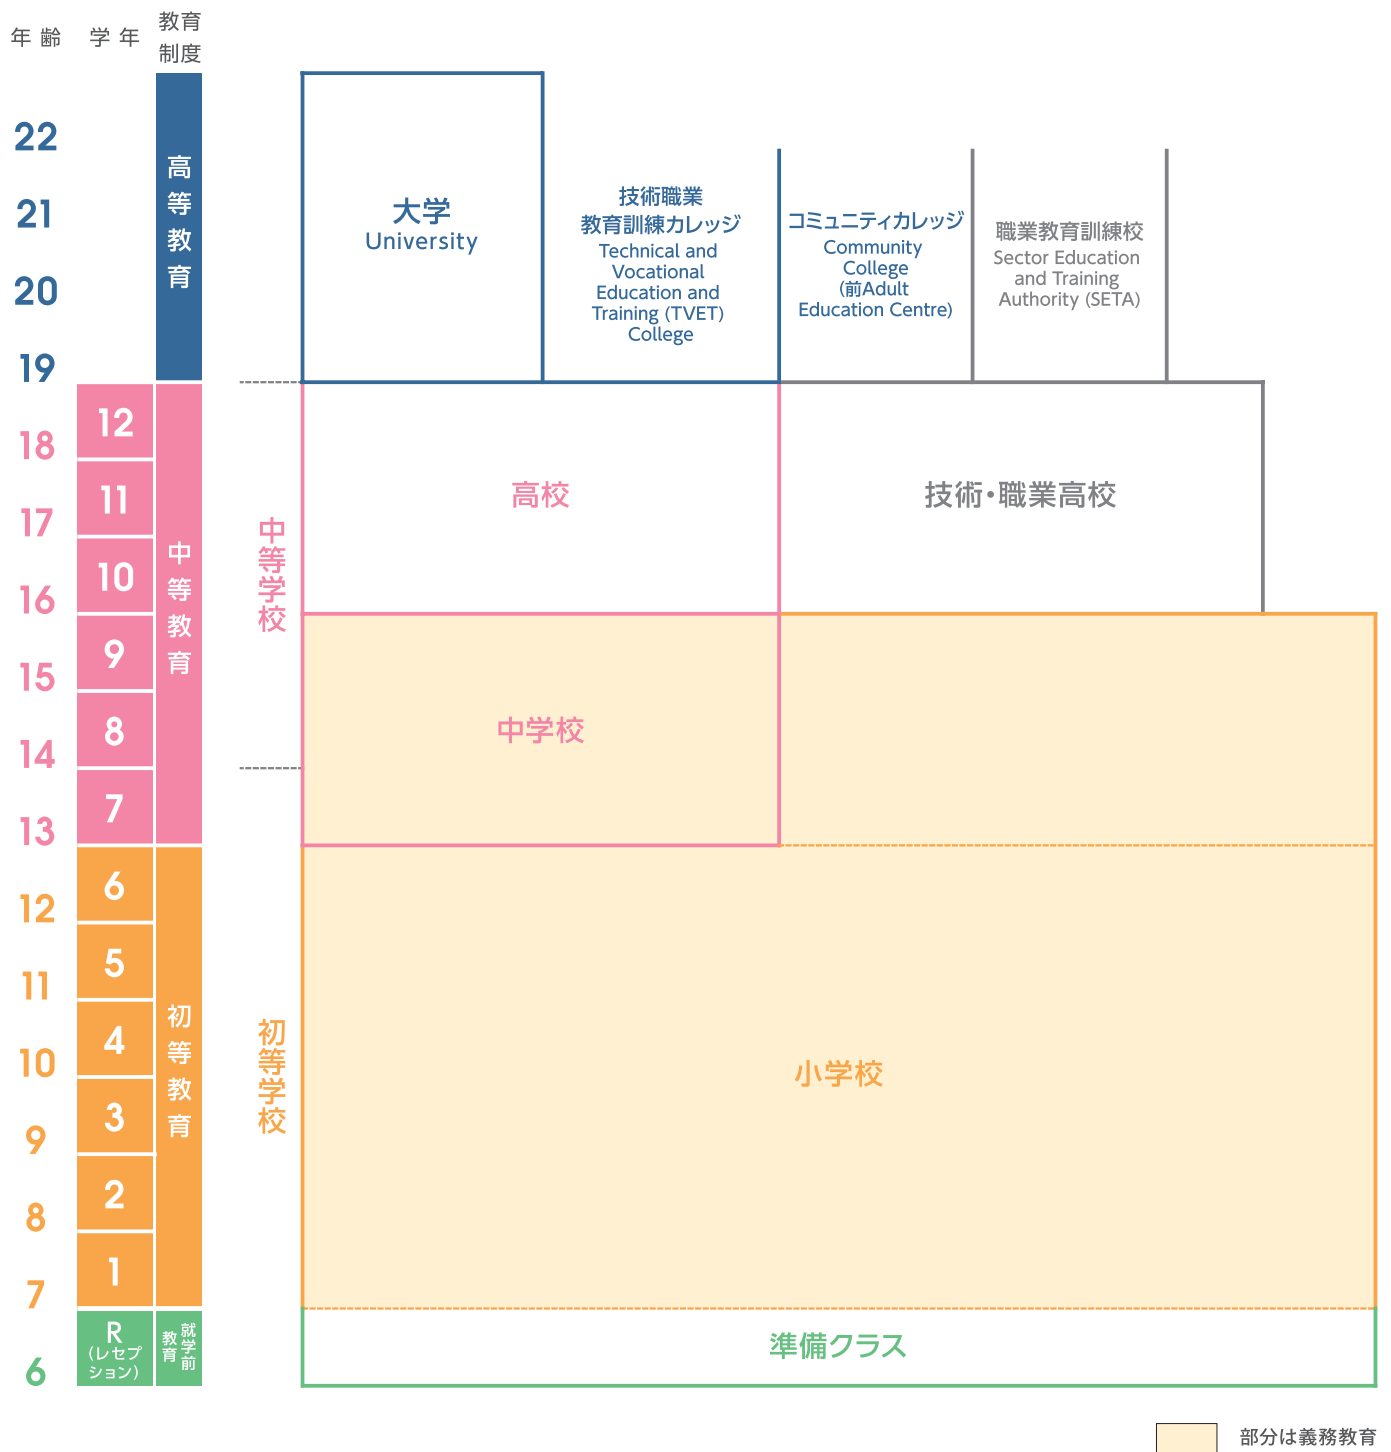 年齢
学年
教育
制度
22
21
20
19
18
17
16
15
14
13
12
11
10
9
8
7
6
12
11
10
9
8
7
6
5
4
3
2
1
R
(レセプ
ション)
高等教育
中等教育
初等教育
就学前
教育
中等学校
初等学校
大学
University
技術職業
教育訓練カレッジ
Technical and
Vocational
Education and
Training (TVET)
College
コミュニティカレッジ
Community
College
(前Adult
Education Centre)
職業教育訓練校
Sector Education
and Training
Authority (SETA)
高校
技術・職業高校
中学校
小学校
準備クラス
部分は義務教育